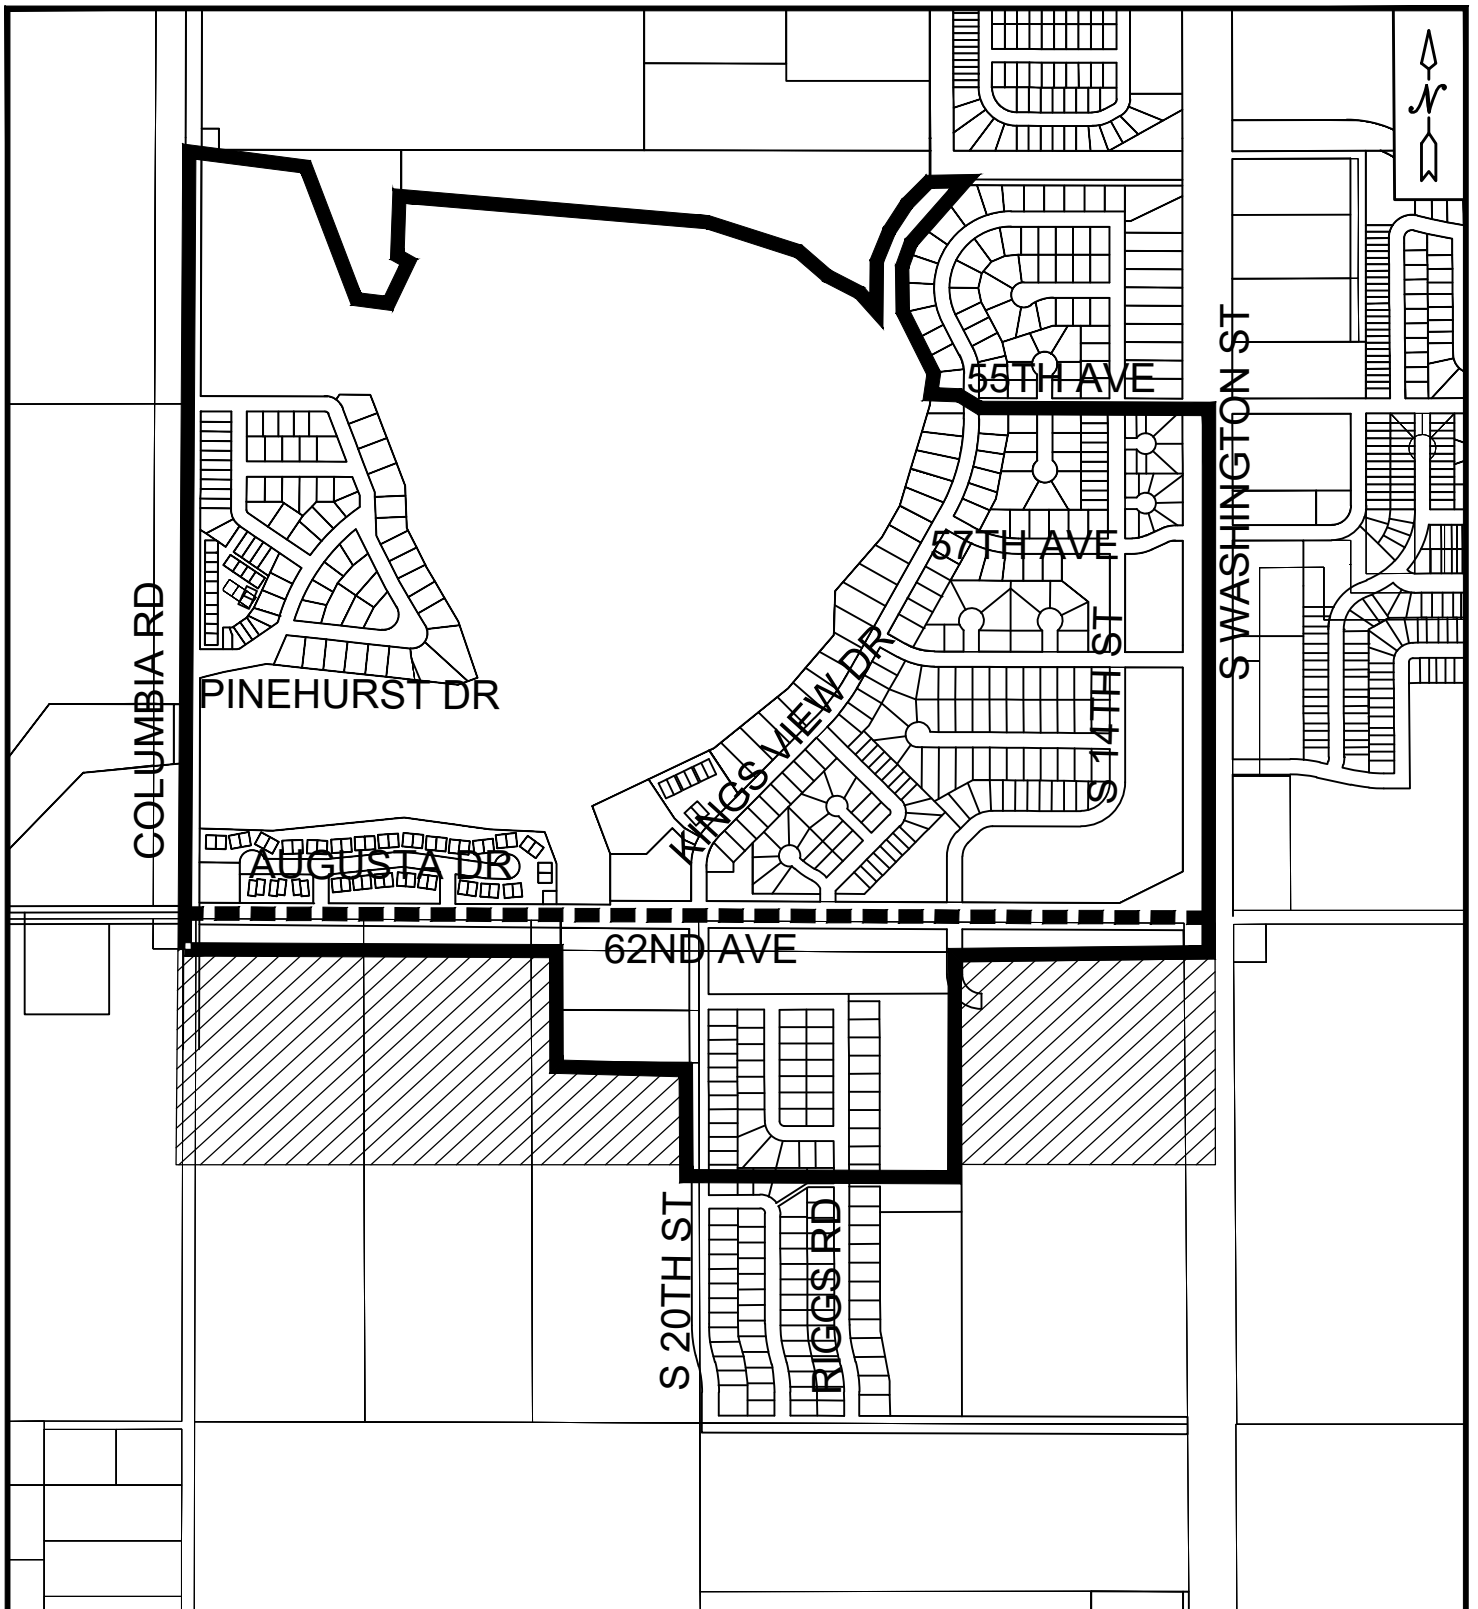 N
55TH AVE
S WASHINGTON ST
57TH AVE
COLUMBIA RD
S 14TH ST
KINGS VIEW DR
PINEHURST DR
AUGUSTA DR
62ND AVE
S 20TH ST
RIGGS RD